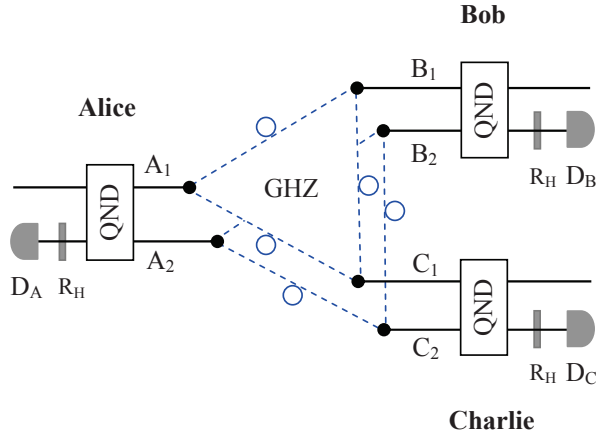 Bob
B1
QND
B2
RH
DB
Alice
A1
QND
GHZ
A2
DA
RH
C1
QND
C2
RH
DC
Charlie